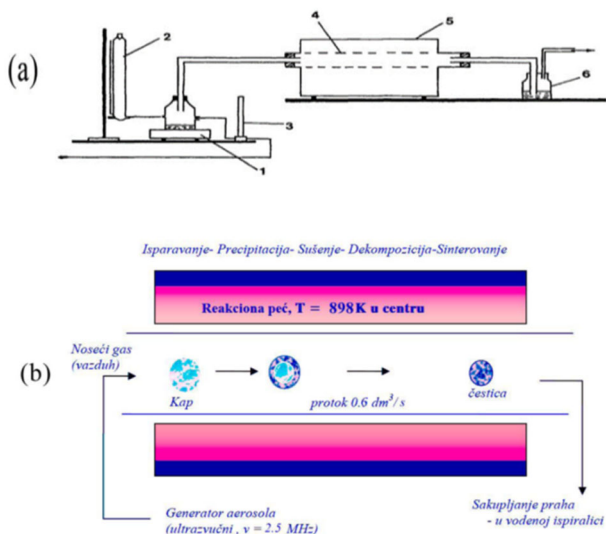 (a)
2
4
5
6
3
1
Isparavanje- Precipitacija- Sušenje- Dekompozicija-Sinterovanje
Reakciona peć, T = 898K u centru
(b)
Noseći gas
(vazduh)
Kap
protok 0.6 dm³/s
čestica
Generator aerosola
(ultrazvučni , ν = 2.5 MHz)
Sakupljanje praha
- u vodenoj ispiralici